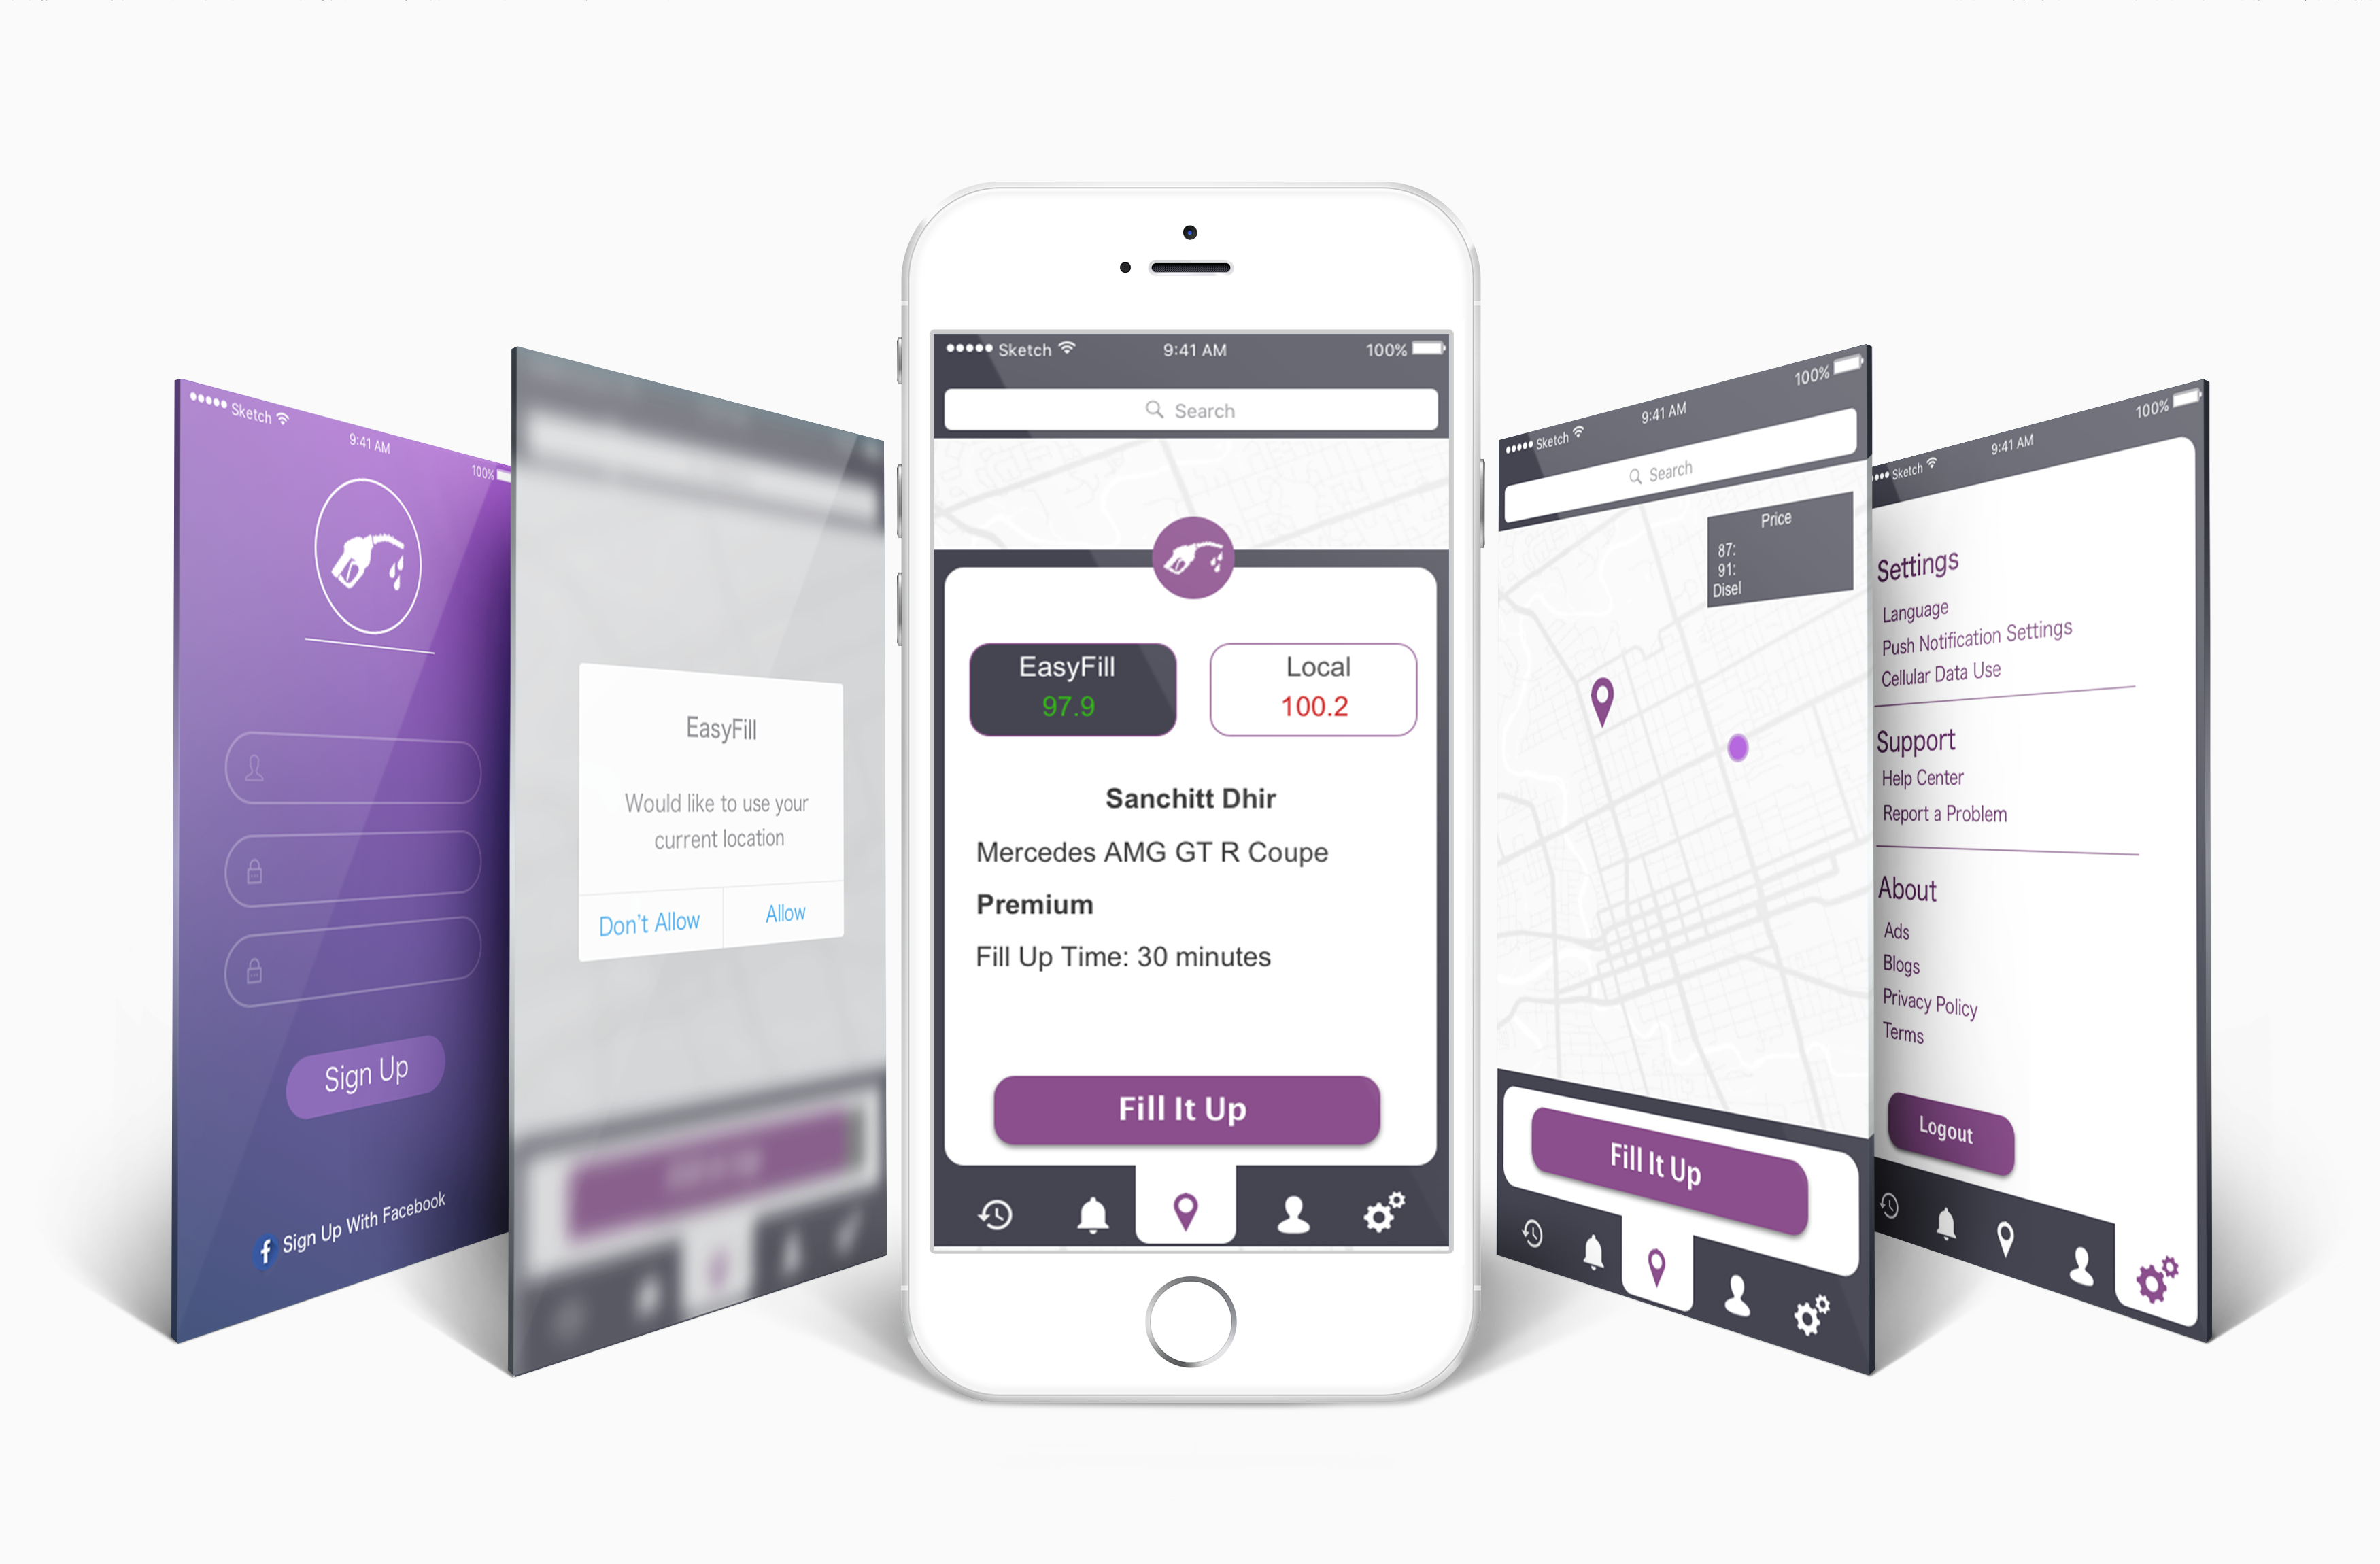 Sketch
9:41 AM
100%
Sign Up
f Sign Up With Facebook
EasyFill
Would like to use your
current location
Don't Allow
Allow
Sketch
9:41 AM
100%
Search
EasyFill
97.9
Local
100.2
Sanchitt Dhir
Mercedes AMG GT R Coupe
Premium
Fill Up Time: 30 minutes
Fill It Up
Sketch
9:41 AM
100%
Search
Price
87:
91:
Disel
Fill It Up
Sketch
9:41 AM
100%
Settings
Language
Push Notification Settings
Cellular Data Use
Support
Help Center
Report a Problem
About
Ads
Blogs
Privacy Policy
Terms
Logout